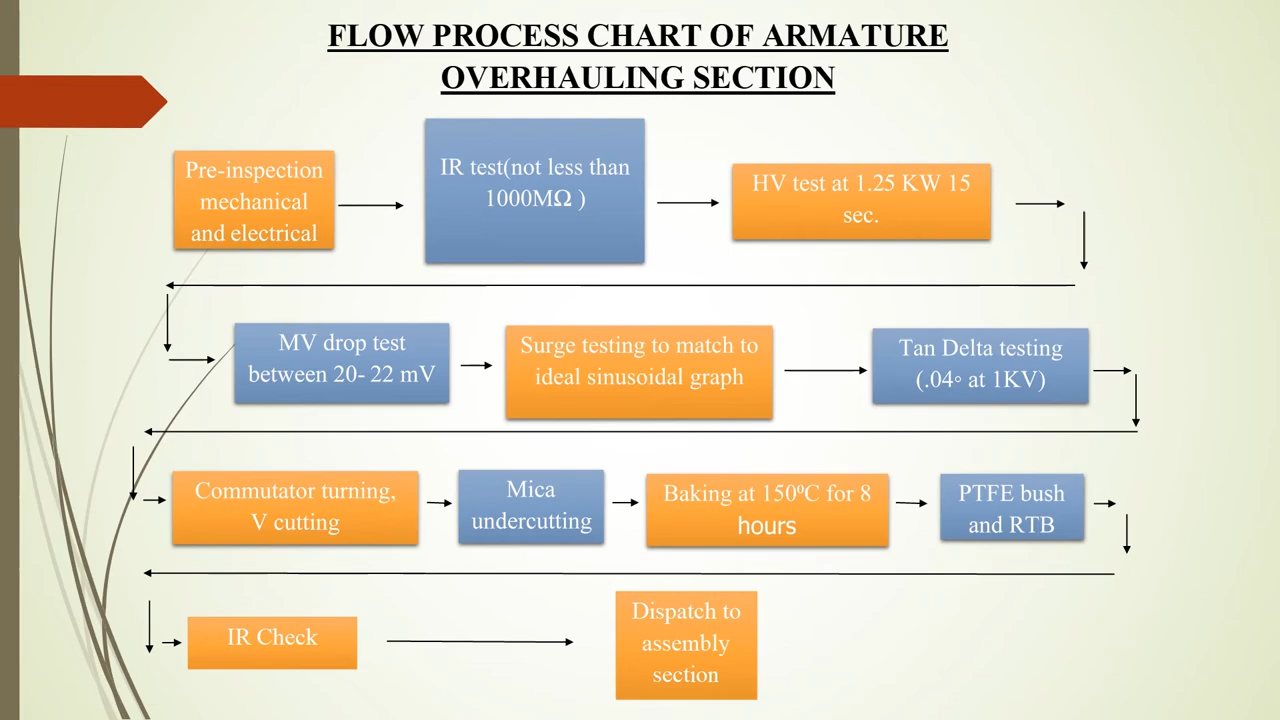 FLOW PROCESS CHART OF ARMATURE
OVERHAULING SECTION
Pre-inspection
mechanical
and electrical
IR test(not less than
1000MΩ )
HV test at 1.25 KW 15
sec.
MV drop test
between 20- 22 mV
Surge testing to match to
ideal sinusoidal graph
Tan Delta testing
(.04◦ at 1KV)
Commutator turning,
V cutting
Mica
undercutting
Baking at 150⁰C for 8
hours
PTFE bush
and RTB
IR Check
Dispatch to
assembly
section